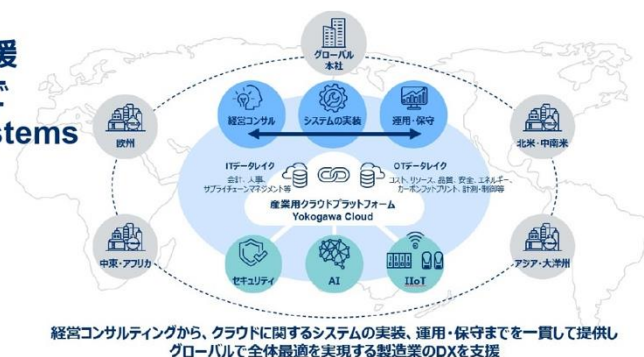 援
stems
グローバル
本社
経営コンサル
システムの実装
運用・保守
欧州
北米・中南米
ITデータレイク
会計、人事、
サプライチェーンマネジメント等
OTデータレイク
コスト、リソース、品質、安全、エネルギー、
カーボンフットプリント、計測・制御等
産業用クラウドプラットフォーム
Yokogawa Cloud
中東・アフリカ
アジア・大洋州
セキュリティ
AI
IIoT
経営コンサルティングから、クラウドに関するシステムの実装、運用・保守までを一貫して提供し
グローバルで全体最適を実現する製造業のDXを支援